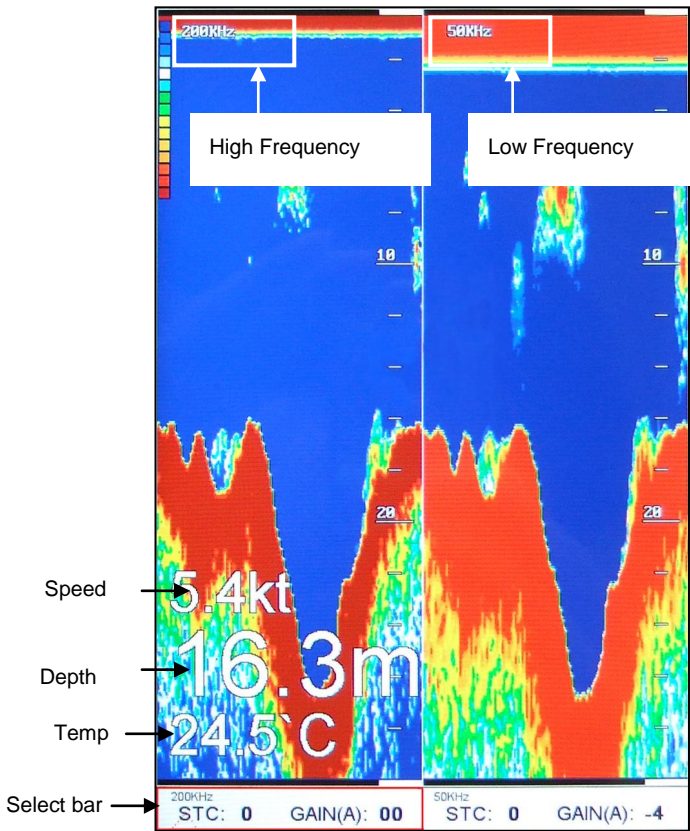 200KHz
50KHz
High Frequency
Low Frequency
10
10
20
20
Speed
5.4kt
Depth
16.3m
Temp
24.5`C
Select bar
200KHz
STC: 0 GAIN(A): 00
50KHz
STC: 0 GAIN(A): -4